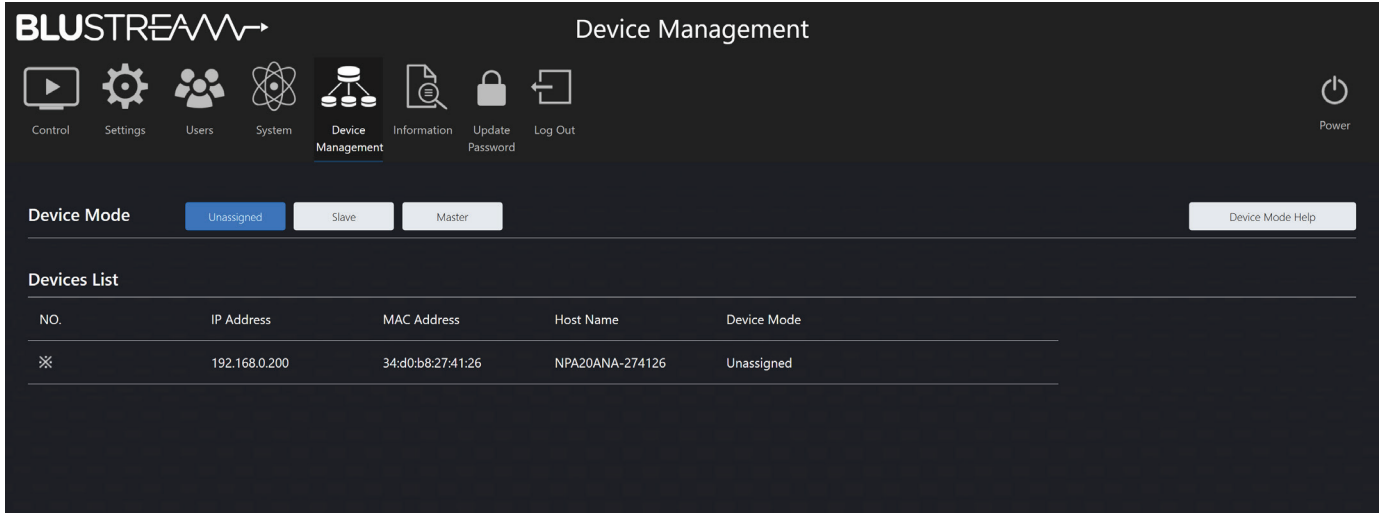 BLUSTREAM
Device Management
Control
Settings
Users
System
Device
Management
Information
Update
Password
Log Out
Power
Device Mode
Unassigned
Slave
Master
Device Mode Help
Devices List
NO. IP Address MAC Address Host Name Device Mode
※ 192.168.0.200 34:d0:b8:27:41:26 NPA20ANA-274126 Unassigned